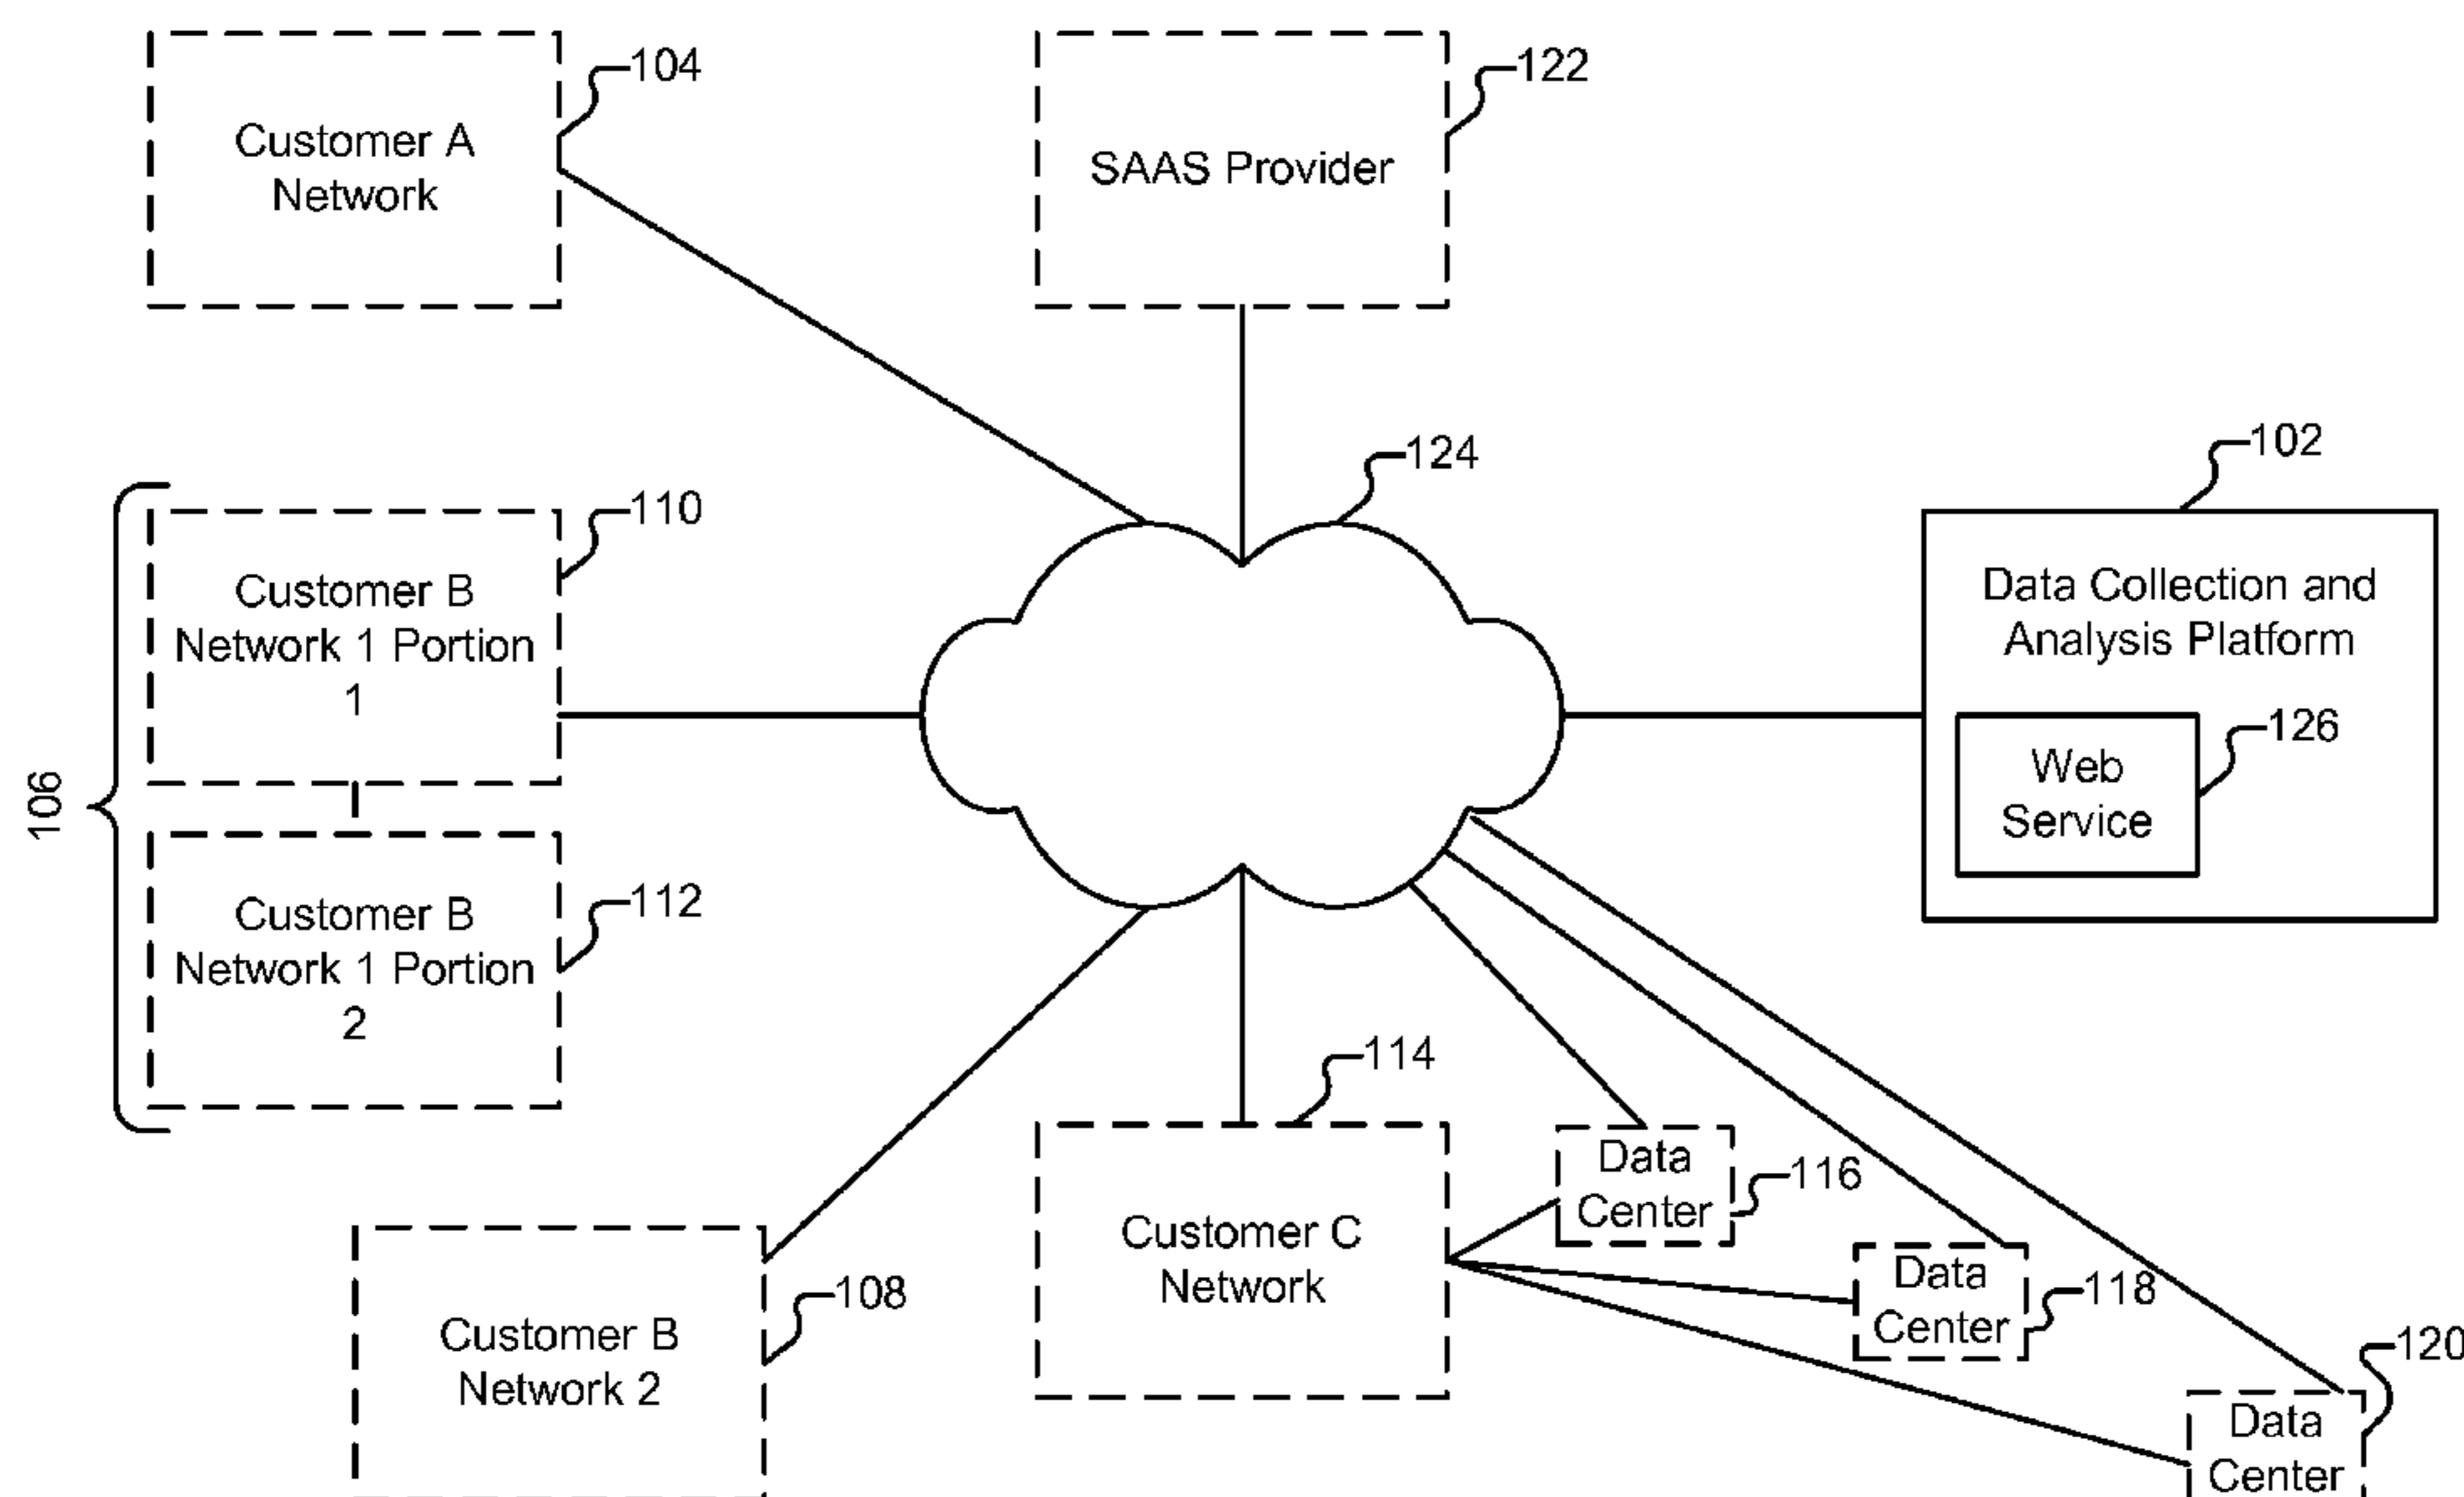 Customer A
Network
104
SAAS Provider
122
124
102
Data Collection and
Analysis Platform
Web
Service
126
106
Customer B
Network 1 Portion
1
110
Customer B
Network 1 Portion
2
112
Customer B
Network 2
108
Customer C
Network
114
Data
Center
116
Data
Center
118
Data
Center
120